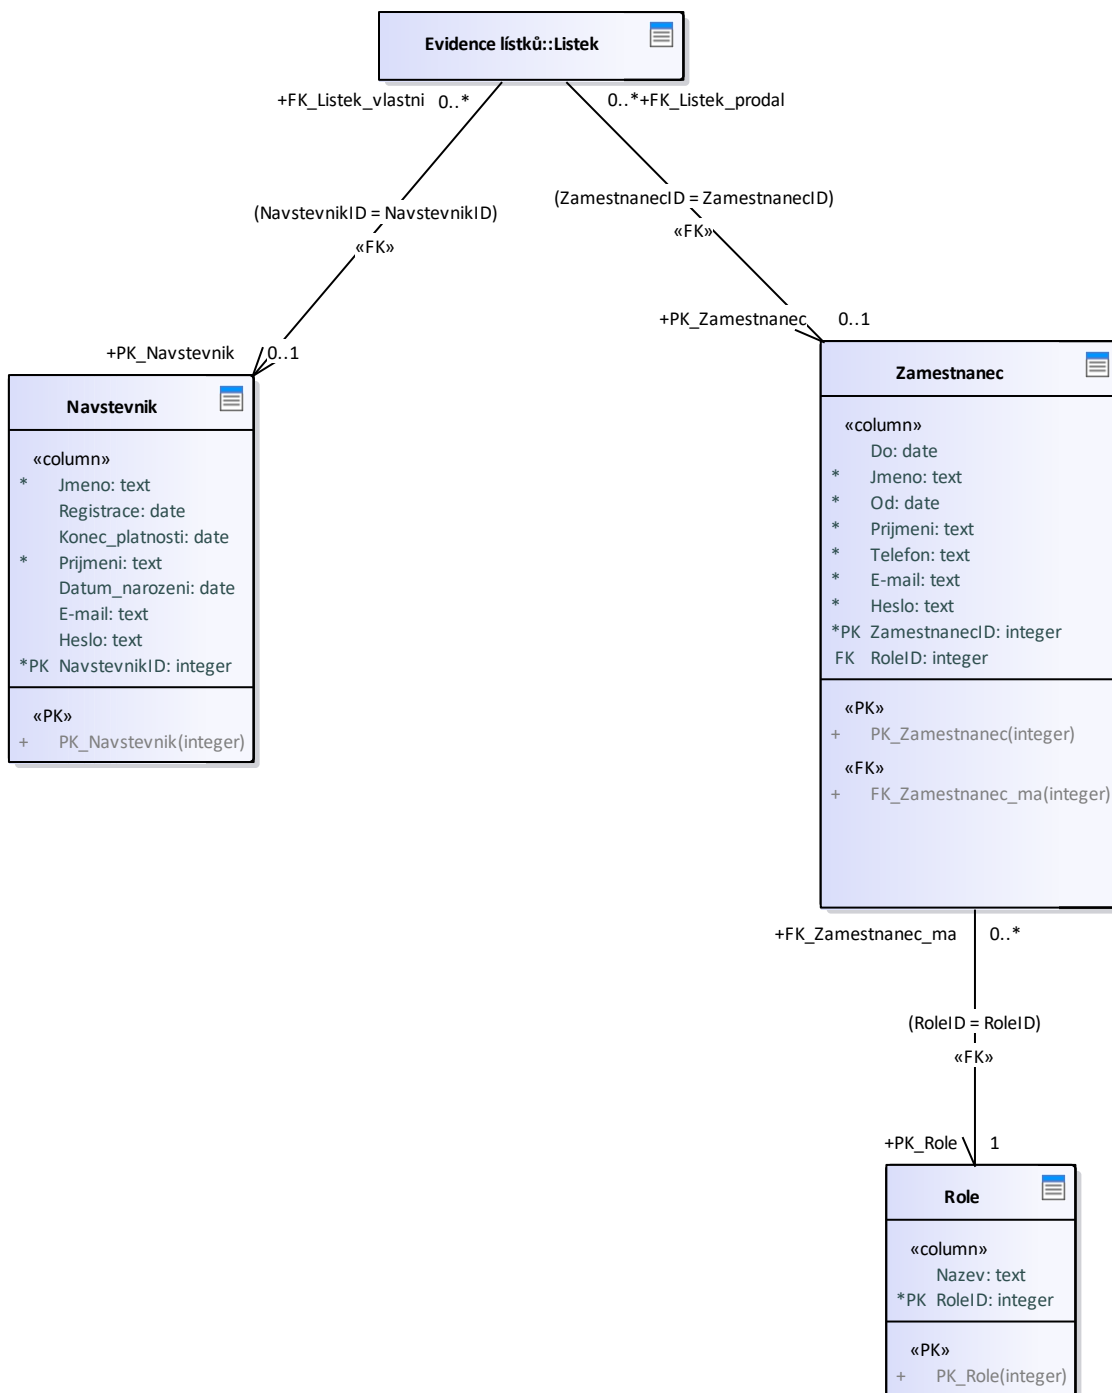 Evidence lístků::Listek
+FK_Listek_vlastni 0..*
0..* +FK_Listek_prodal
(NavstevnikID = NavstevnikID)
«FK»
(ZamestnanecID = ZamestnanecID)
«FK»
+PK_Navstevnik 0..1
+PK_Zamestnanec 0..1
Navstevnik
«column»
* Jmeno: text
Registrace: date
Konec_platnosti: date
* Prijmeni: text
Datum_narozeni: date
E-mail: text
Heslo: text
*PK NavstevnikID: integer
«PK»
+ PK_Navstevnik(integer)
Zamestnanec
«column»
Do: date
* Jmeno: text
* Od: date
* Prijmeni: text
* Telefon: text
* E-mail: text
* Heslo: text
*PK ZamestnanecID: integer
FK RoleID: integer
«PK»
+ PK_Zamestnanec(integer)
«FK»
+ FK_Zamestnanec_ma(integer)
+FK_Zamestnanec_ma 0..*
(RoleID = RoleID)
«FK»
+PK_Role 1
Role
«column»
Nazev: text
*PK RoleID: integer
«PK»
+ PK_Role(integer)